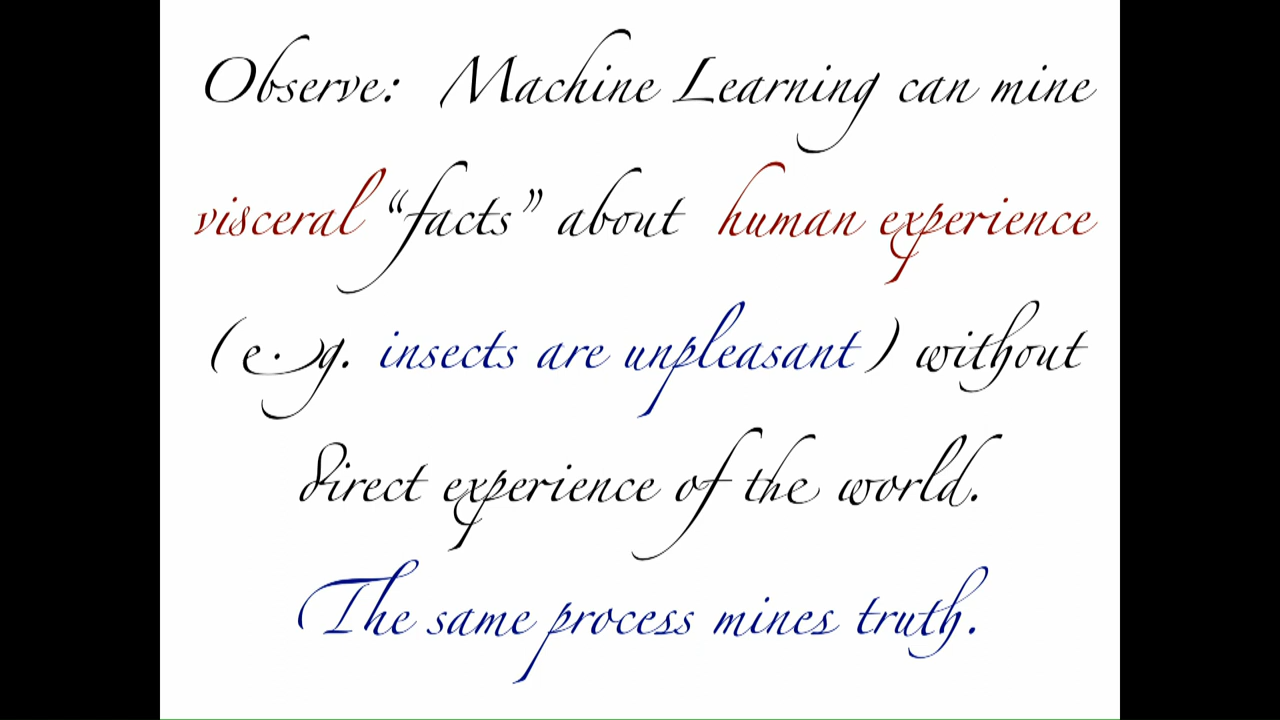 Observe: Machine Learning can mine
visceral “facts” about human experience
(e.g. insects are unpleasant) without
direct experience of the world.
The same process mines truth.